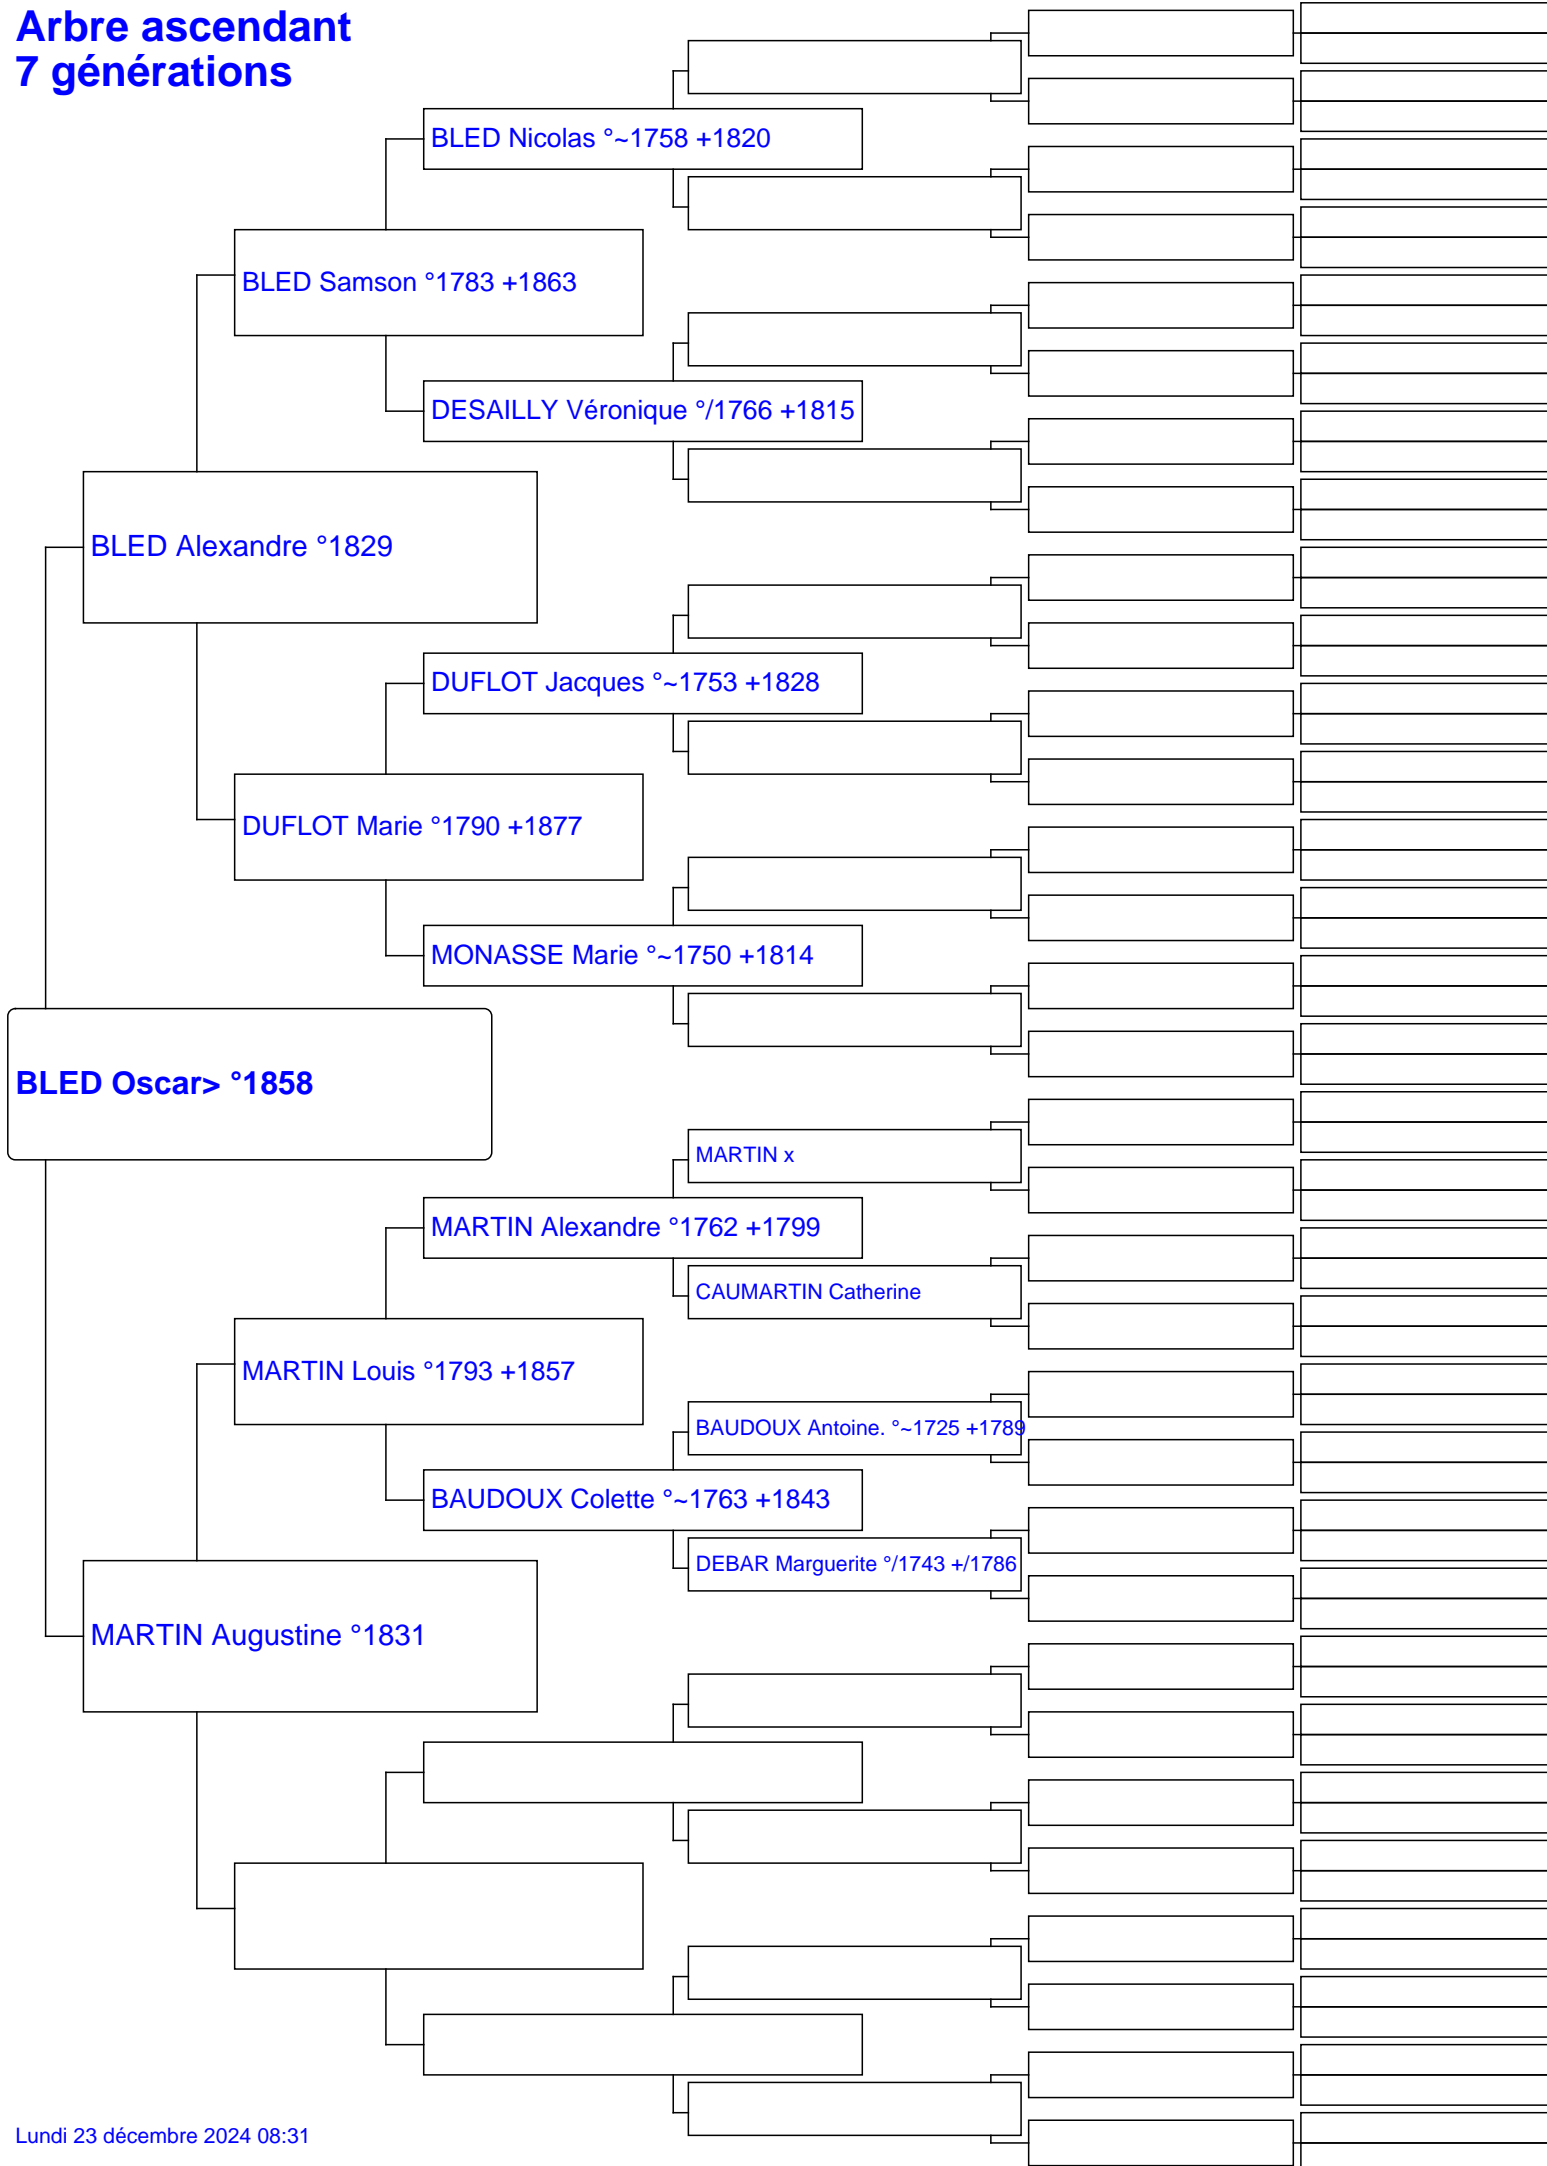 Arbre ascendant
7 générations
BLED Nicolas °~1758 +1820
BLED Samson °1783 +1863
DESAILLY Véronique °/1766 +1815
BLED Alexandre °1829
DUFLOT Jacques °~1753 +1828
DUFLOT Marie °1790 +1877
MONASSE Marie °~1750 +1814
BLED Oscar> °1858
MARTIN x
MARTIN Alexandre °1762 +1799
CAUMARTIN Catherine
MARTIN Louis °1793 +1857
BAUDOUX Antoine. °~1725 +1789
BAUDOUX Colette °~1763 +1843
DEBAR Marguerite °/1743 +/1786
MARTIN Augustine °1831
Lundi 23 décembre 2024 08:31